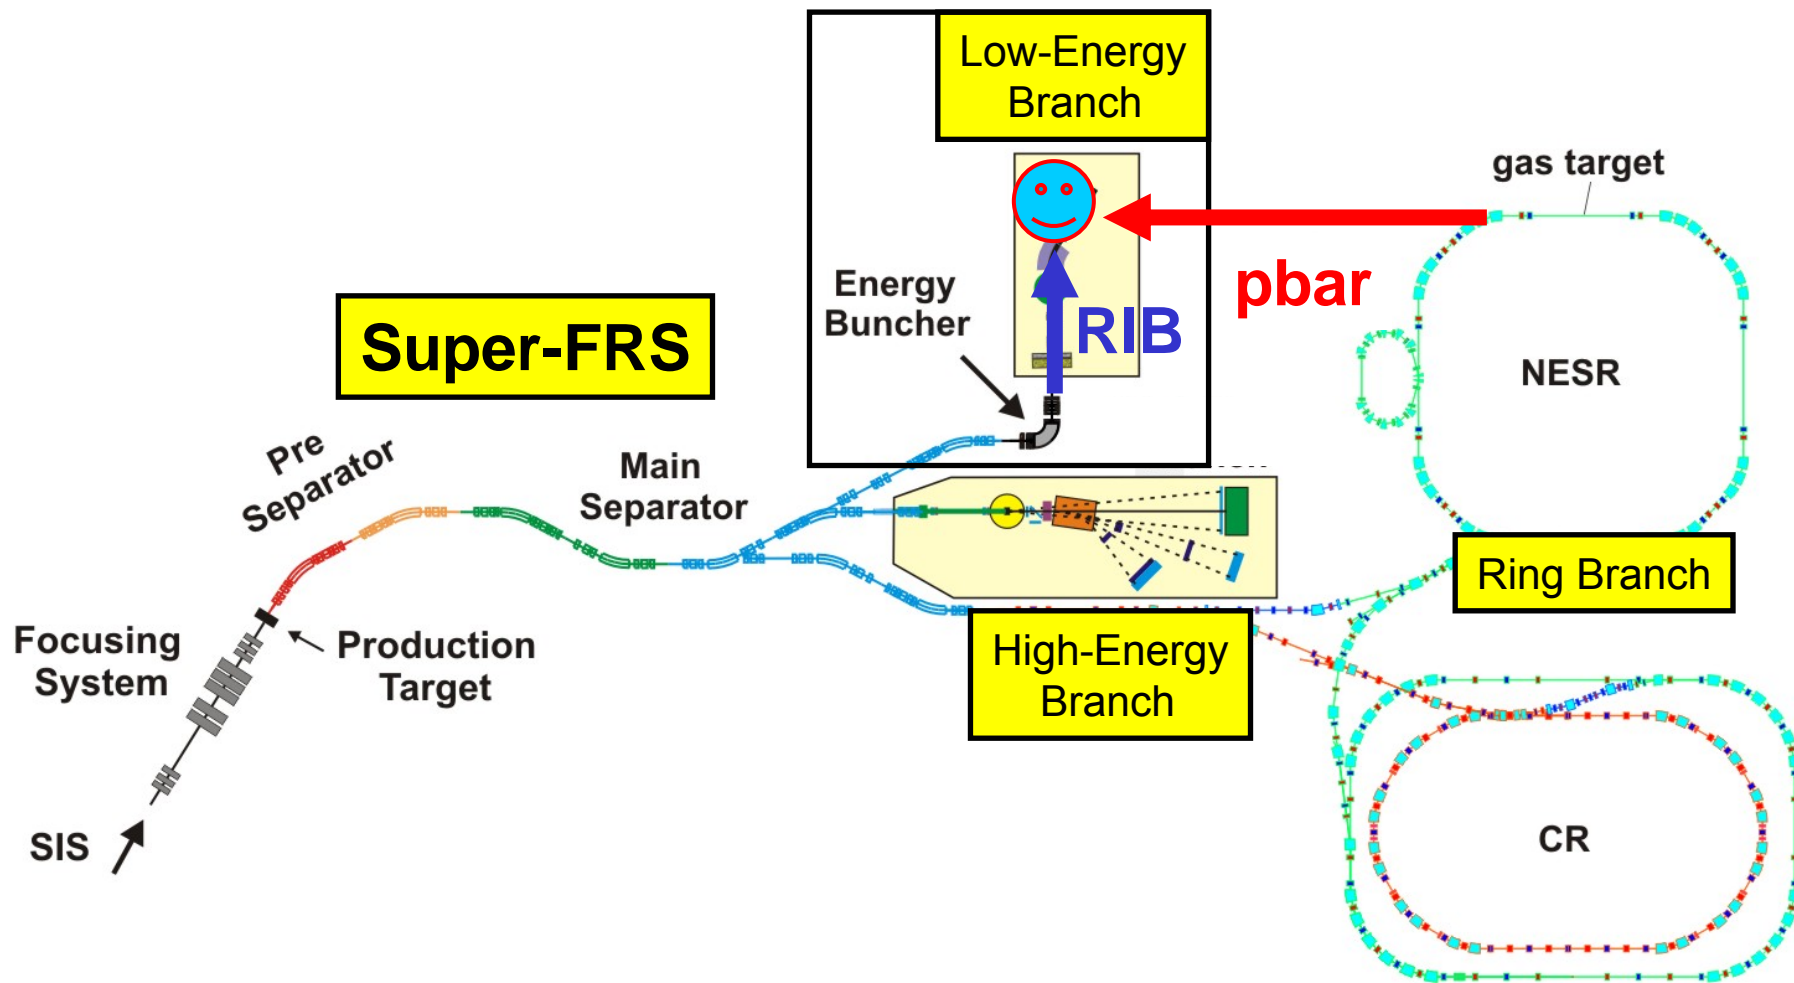 Low-Energy
Branch
gas target
Energy
Buncher
pbar
RIB
Super-FRS
NESR
Pre
Separator
Main
Separator
Ring Branch
Focusing
System
Production
Target
High-Energy
Branch
SIS
CR